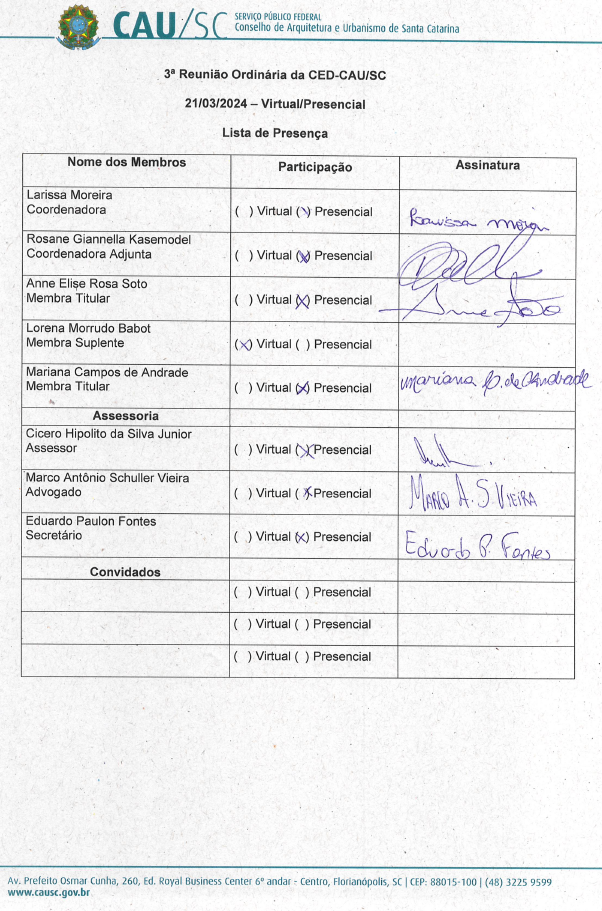 CAU/SC SERVIÇO PÚBLICO FEDERAL
Conselho de Arquitetura e Urbanismo de Santa Catarina
3ª Reunião Ordinária da CED-CAU/SC
21/03/2024 – Virtual/Presencial
Lista de Presença
Nome dos Membros Participação Assinatura
Larissa Moreira
Coordenadora ( ) Virtual (x) Presencial Larissa Moreira
Rosane Giannella Kasemodel
Coordenadora Adjunta ( ) Virtual (x) Presencial
Anne Elise Rosa Soto
Membra Titular ( ) Virtual (x) Presencial Anne Soto
Lorena Morrudo Babot
Membra Suplente (x) Virtual ( ) Presencial
Mariana Campos de Andrade
Membra Titular ( ) Virtual (x) Presencial Mariana C. de Andrade
Assessoria
Cicero Hipolito da Silva Junior
Assessor ( ) Virtual (x) Presencial
Marco Antônio Schuller Vieira
Advogado ( ) Virtual (x) Presencial Marco A. S. Vieira
Eduardo Paulon Fontes
Secretário ( ) Virtual (x) Presencial Eduardo P. Fontes
Convidados
( ) Virtual ( ) Presencial
( ) Virtual ( ) Presencial
( ) Virtual ( ) Presencial
Av. Prefeito Osmar Cunha, 260, Ed. Royal Business Center 6º andar - Centro, Florianópolis, SC | CEP: 88015-100 | (48) 3225 9599
www.causc.gov.br